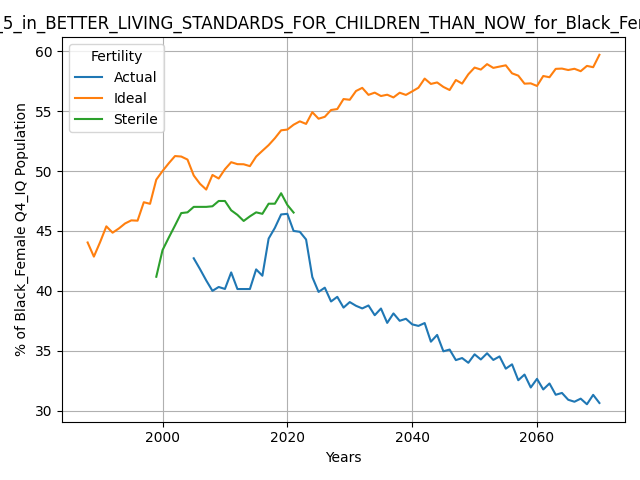 _5_in_BETTER_LIVING_STANDARDS_FOR_CHILDREN_THAN_NOW_for_Black_Fe
Fertility
Actual
Ideal
Sterile
% of Black_Female Q4_IQ Population
60
55
50
45
40
35
30
2000
2020
2040
2060
Years